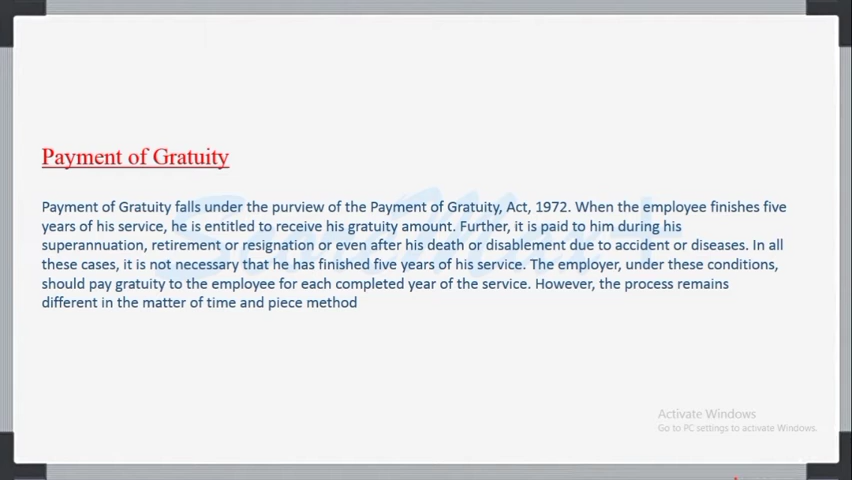 Payment of Gratuity
Payment of Gratuity falls under the purview of the Payment of Gratuity, Act, 1972. When the employee finishes five
years of his service, he is entitled to receive his gratuity amount. Further, it is paid to him during his
superannuation, retirement or resignation or even after his death or disablement due to accident or diseases. In all
these cases, it is not necessary that he has finished five years of his service. The employer, under these conditions,
should pay gratuity to the employee for each completed year of the service. However, the process remains
different in the matter of time and piece method
Activate Windows
Go to PC settings to activate Windows.